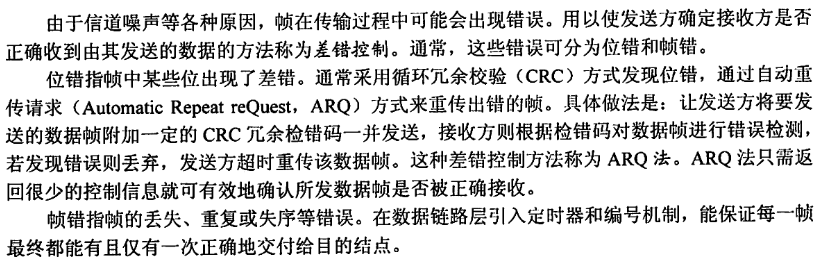 由于信道噪声等各种原因，帧在传输过程中可能会出现错误。用以使发送方确定接收方是否
正确收到由其发送的数据的方法称为差错控制。通常，这些错误可分为位错和帧错。
位错指帧中某些位出现了差错。通常采用循环冗余校验（CRC）方式发现位错，通过自动重
传请求（Automatic Repeat reQuest，ARQ）方式来重传出错的帧。具体做法是：让发送方将要发
送的数据帧附加一定的 CRC 冗余检错码一并发送，接收方则根据检错码对数据帧进行错误检测，
若发现错误则丢弃，发送方超时重传该数据帧。这种差错控制方法称为 ARQ 法。ARQ 法只需返
回很少的控制信息就可有效地确认所发数据帧是否被正确接收。
帧错指帧的丢失、重复或失序等错误。在数据链路层引入定时器和编号机制，能保证每一帧
最终都能有且仅有一次正确地交付给目的结点。